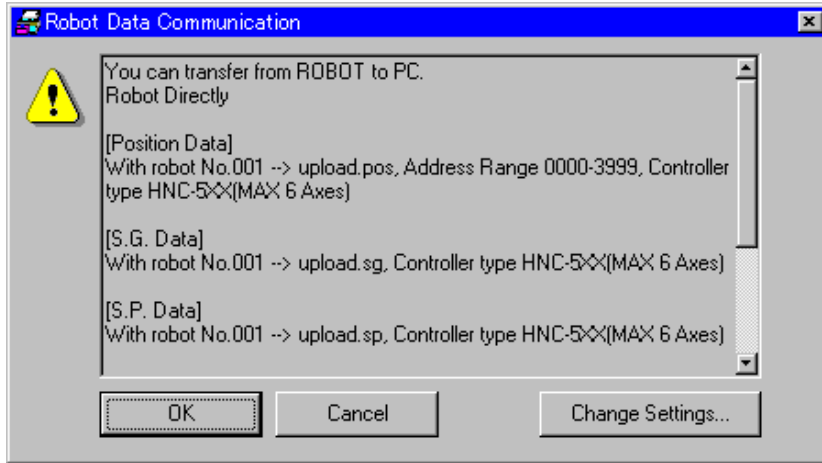 Robot Data Communication
You can transfer from ROBOT to PC.
Robot Directly
[Position Data]
With robot No.001 --> upload.pos, Address Range 0000-3999, Controller
type HNC-5XX(MAX 6 Axes)
[S.G. Data]
With robot No.001 --> upload.sg, Controller type HNC-5XX(MAX 6 Axes)
[S.P. Data]
With robot No.001 --> upload.sp, Controller type HNC-5XX(MAX 6 Axes)
OK
Cancel
Change Settings...